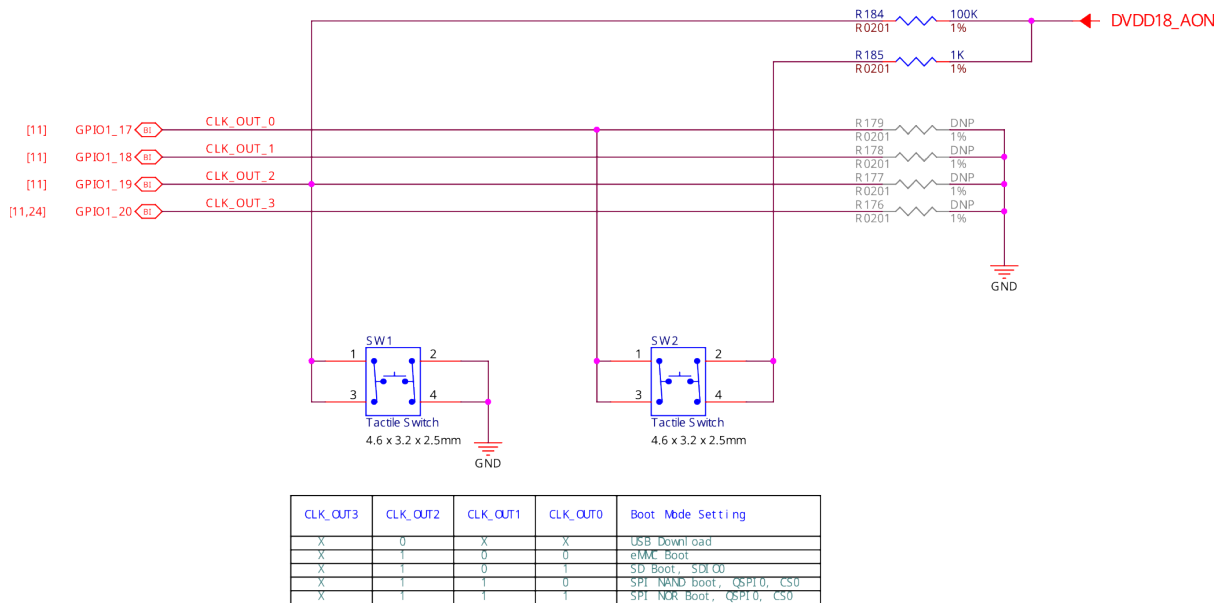 R184 100K
R0201 1%
DVDD18_AON
R185 1K
R0201 1%
[11] GPIO1_17 BI CLK_OUT_0 R179 DNP
R0201 1%
[11] GPIO1_18 BI CLK_OUT_1 R178 DNP
R0201 1%
[11] GPIO1_19 BI CLK_OUT_2 R177 DNP
R0201 1%
[11,24] GPIO1_20 BI CLK_OUT_3 R176 DNP
R0201 1%
GND
SW1
1 2
3 4
Tactile Switch
4.6 x 3.2 x 2.5mm
GND
SW2
1 2
3 4
Tactile Switch
4.6 x 3.2 x 2.5mm
CLK_OUT3 CLK_OUT2 CLK_OUT1 CLK_OUT0 Boot Mode Setting
X 0 X X USB Download
X 1 0 0 eMMC Boot
X 1 0 1 SD Boot, SDIO0
X 1 1 0 SPI NAND boot, QSPI0, CS0
X 1 1 1 SPI NOR Boot, QSPI0, CS0